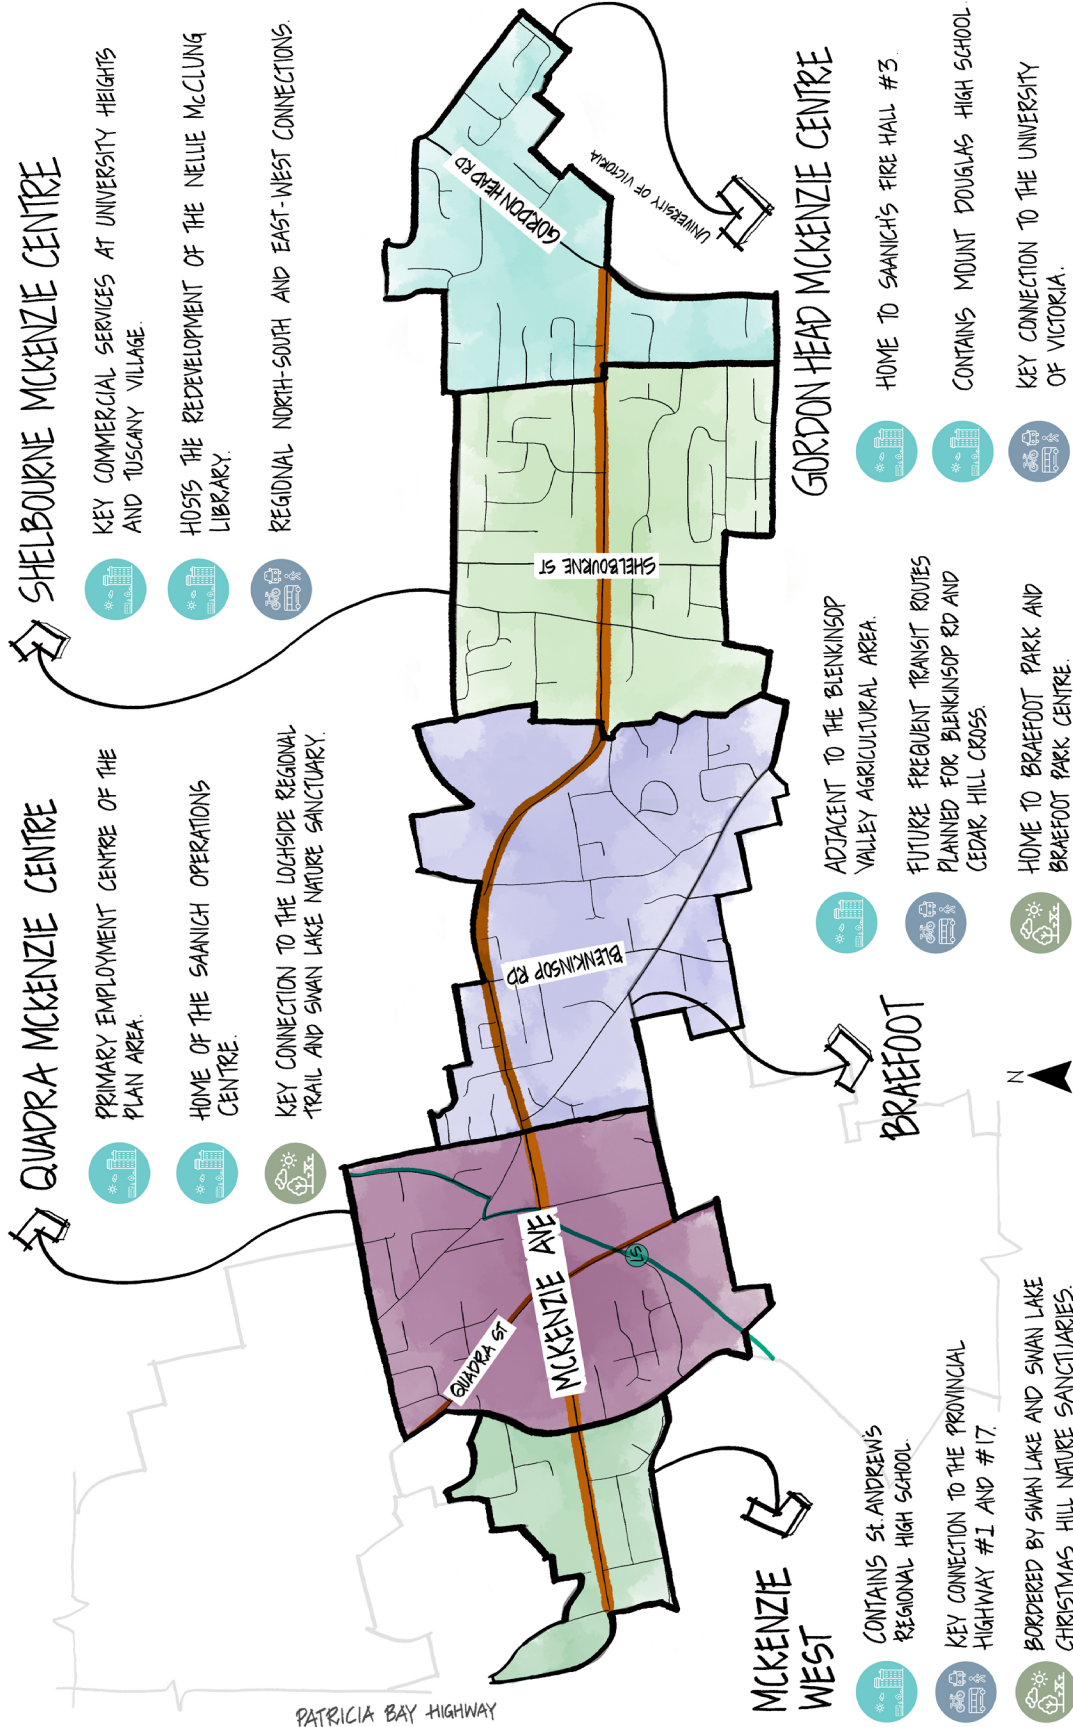 QUADRA MCKENZIE CENTRE
PRIMARY EMPLOYMENT CENTRE OF THE
PLAN AREA.
HOME OF THE SAANICH OPERATIONS
CENTRE.
KEY CONNECTION TO THE LOCHSIDE REGIONAL
TRAIL AND SWAN LAKE NATURE SANCTUARY.
SHELBOURNE MCKENZIE CENTRE
KEY COMMERCIAL SERVICES AT UNIVERSITY HEIGHTS
AND TUSCANY VILLAGE.
HOSTS THE REDEVELOPMENT OF THE NELLIE McCLUNG
LIBRARY.
REGIONAL NORTH-SOUTH AND EAST-WEST CONNECTIONS.
PATRICIA BAY HIGHWAY
QUADRA ST
MCKENZIE AVE
LS
BLENKINSOP RD
SHELBOURNE ST
GORDON HEAD RD
UNIVERSITY OF VICTORIA
MCKENZIE
WEST
CONTAINS St. ANDREW'S
REGIONAL HIGH SCHOOL.
KEY CONNECTION TO THE PROVINCIAL
HIGHWAY #1 AND #17.
BORDERED BY SWAN LAKE AND SWAN LAKE
CHRISTMAS HILL NATURE SANCTUARIES.
N
BRAEFOOT
ADJACENT TO THE BLENKINSOP
VALLEY AGRICULTURAL AREA.
FUTURE FREQUENT TRANSIT ROUTES
PLANNED FOR BLENKINSOP RD AND
CEDAR HILL CROSS.
HOME TO BRAEFOOT PARK AND
BRAEFOOT PARK CENTRE.
GORDON HEAD MCKENZIE CENTRE
HOME TO SAANICH'S FIRE HALL #3.
CONTAINS MOUNT DOUGLAS HIGH SCHOOL.
KEY CONNECTION TO THE UNIVERSITY
OF VICTORIA.